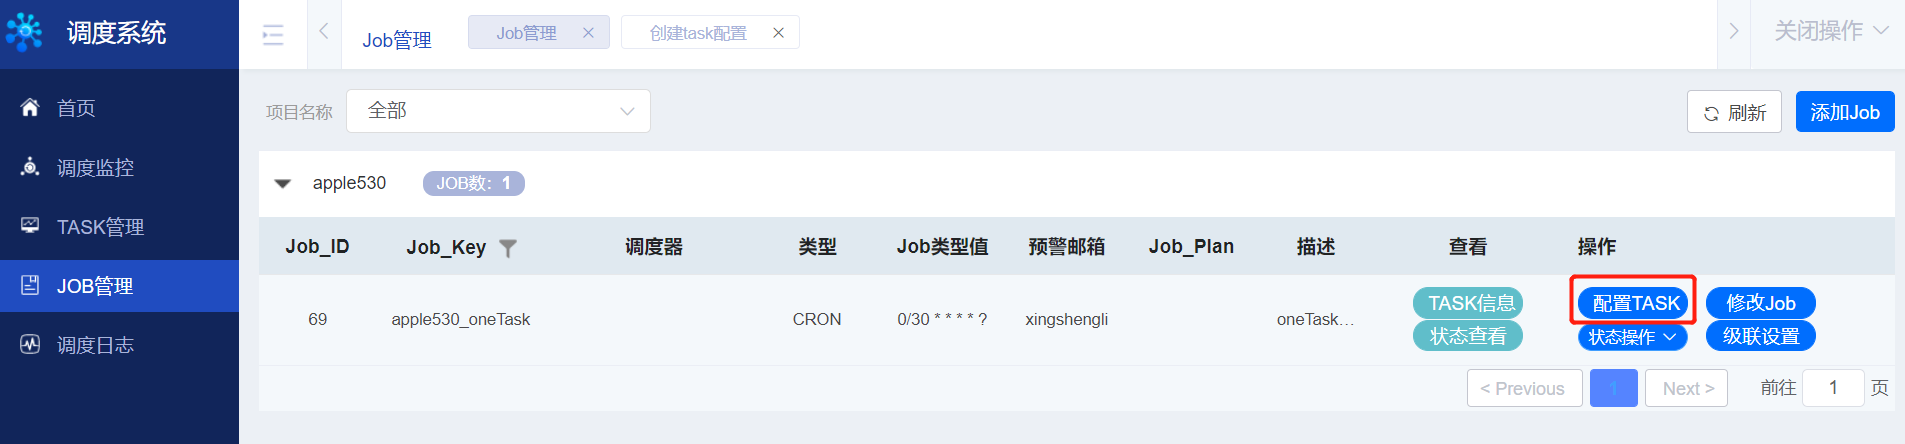 调度系统
Job管理
Job管理
创建task配置
关闭操作
首页
调度监控
TASK管理
JOB管理
调度日志
项目名称 全部
刷新 添加Job
apple530 JOB数：1
Job_ID Job_Key 调度器 类型 Job类型值 预警邮箱 Job_Plan 描述 查看 操作
69 apple530_oneTask CRON 0/30 * * * * ? xingshengli oneTask... TASK信息 配置TASK 修改Job
状态查看 状态操作 级联设置
< Previous 1 Next > 前往 1 页